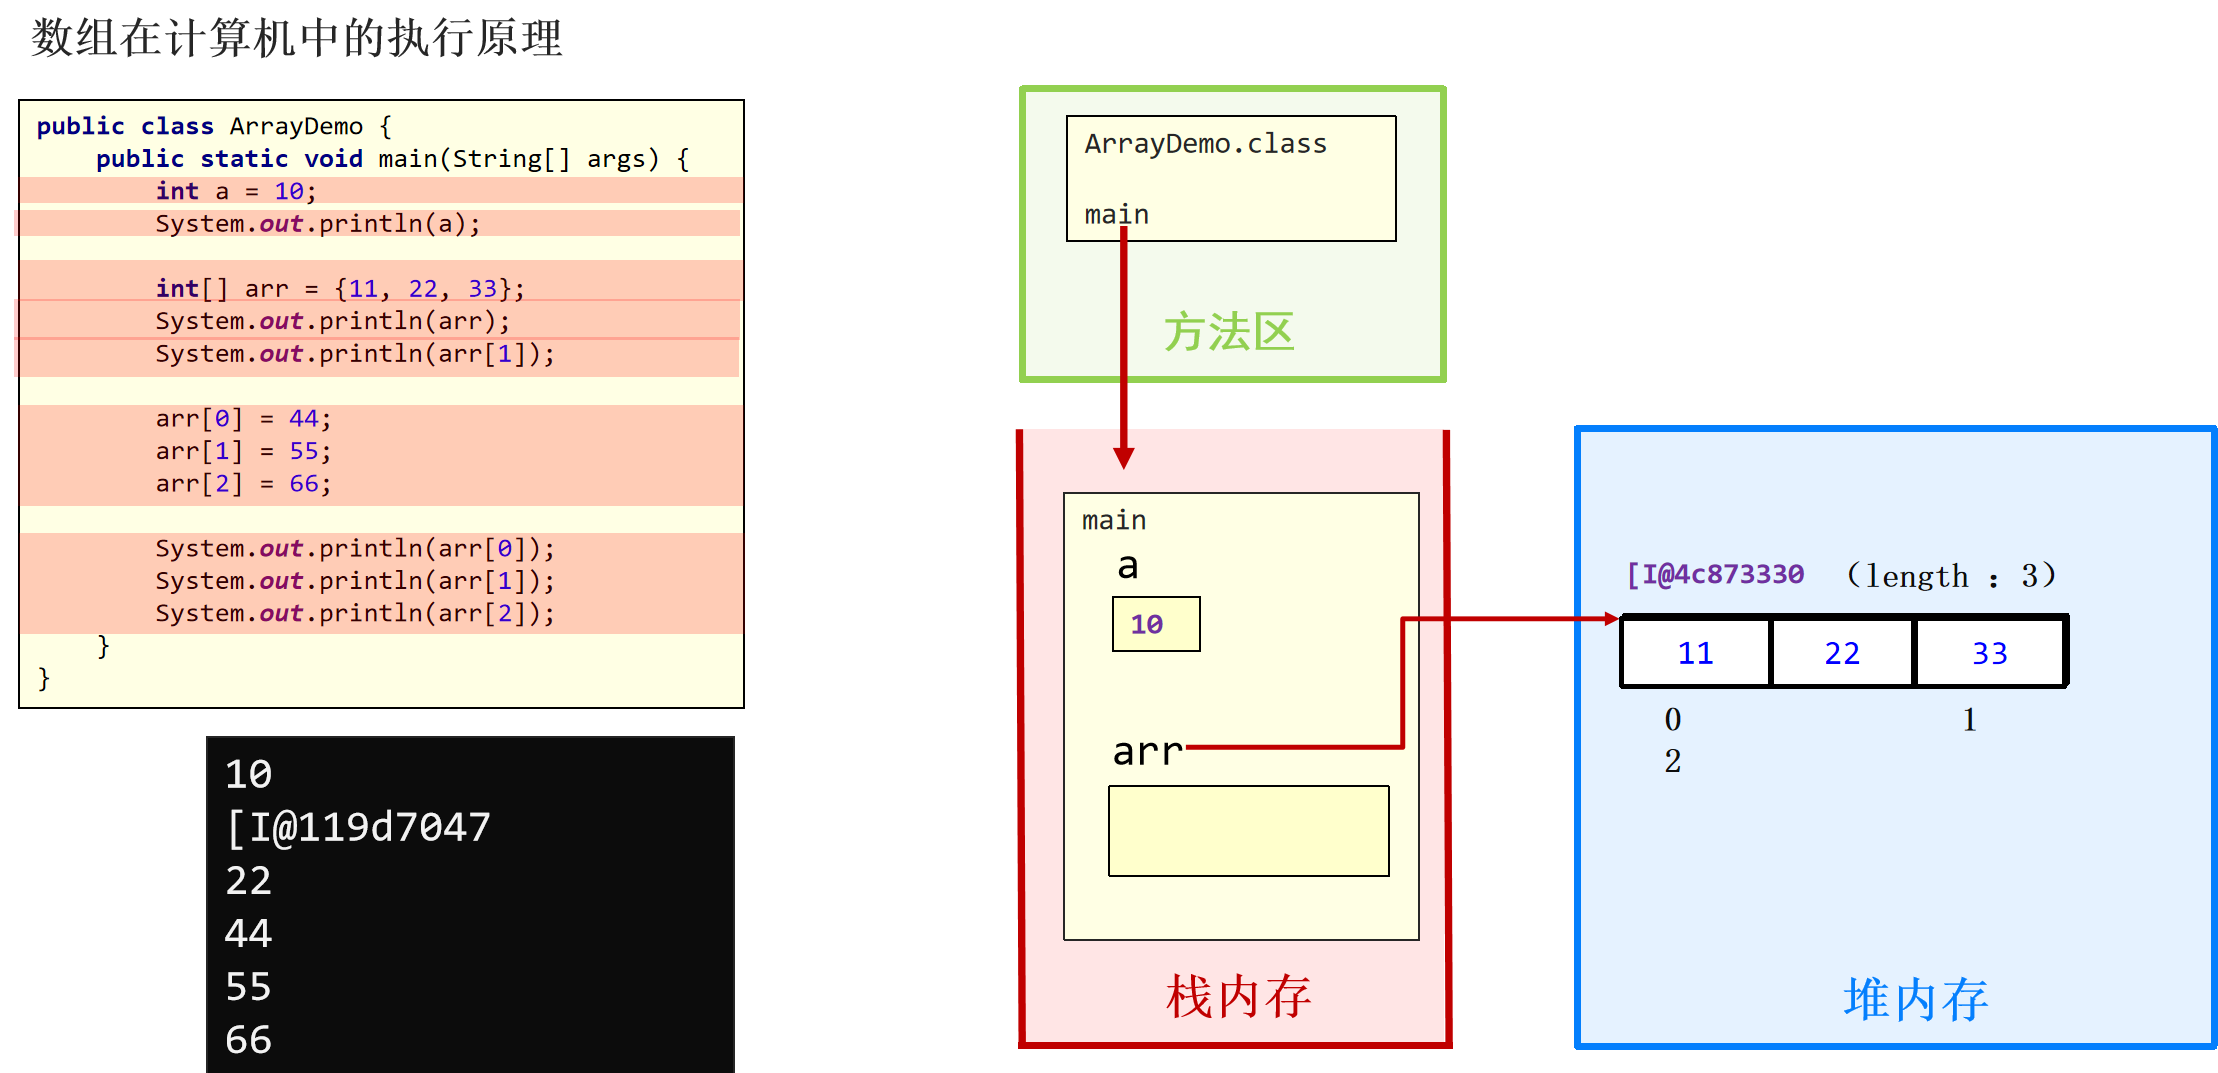 数组在计算机中的执行原理
public class ArrayDemo {
public static void main(String[] args) {
int a = 10;
System.out.println(a);
int[] arr = {11, 22, 33};
System.out.println(arr);
System.out.println(arr[1]);
arr[0] = 44;
arr[1] = 55;
arr[2] = 66;
System.out.println(arr[0]);
System.out.println(arr[1]);
System.out.println(arr[2]);
}
}
10
[I@119d7047
22
44
55
66
ArrayDemo.class
main
方法区
main
a
10
arr
栈内存
[I@4c873330 （length ：3）
11 22 33
0 1
2
堆内存